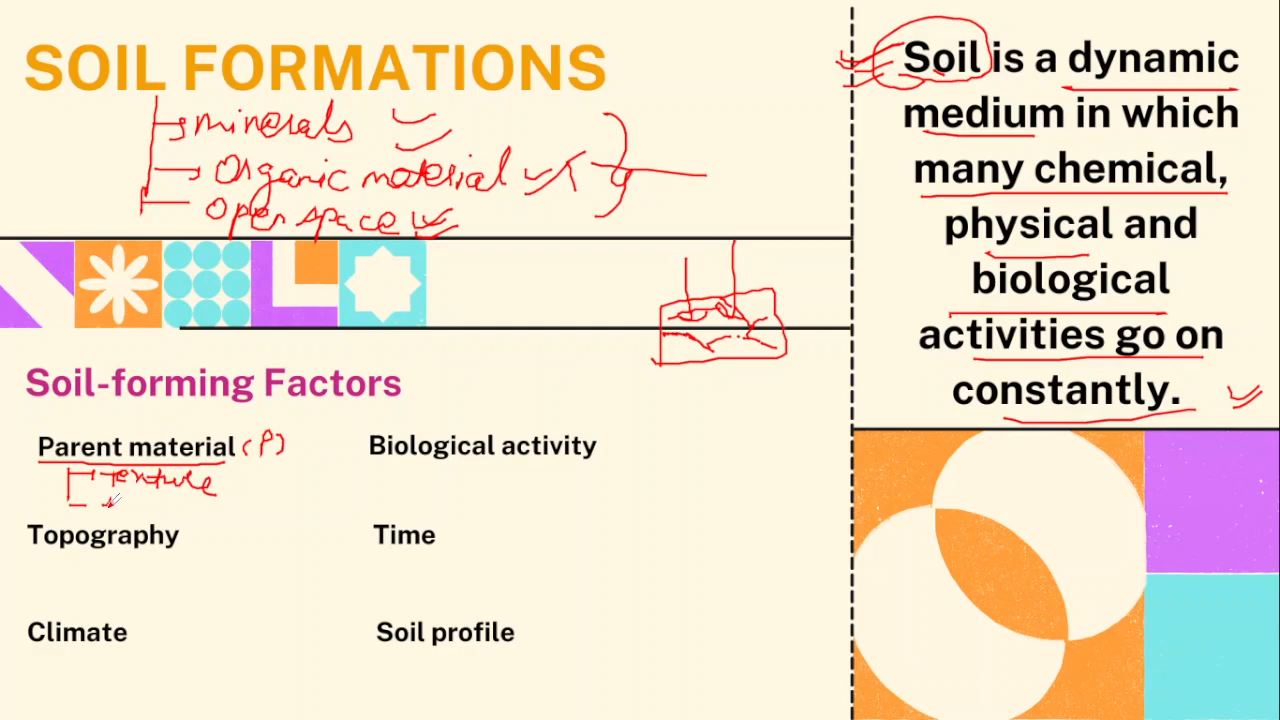 SOIL FORMATIONS
minerals
Organic material
Open space
Soil is a dynamic
medium in which
many chemical,
physical and
biological
activities go on
constantly.
Soil-forming Factors
Parent material (P)
Texture
Biological activity
Topography
Time
Climate
Soil profile